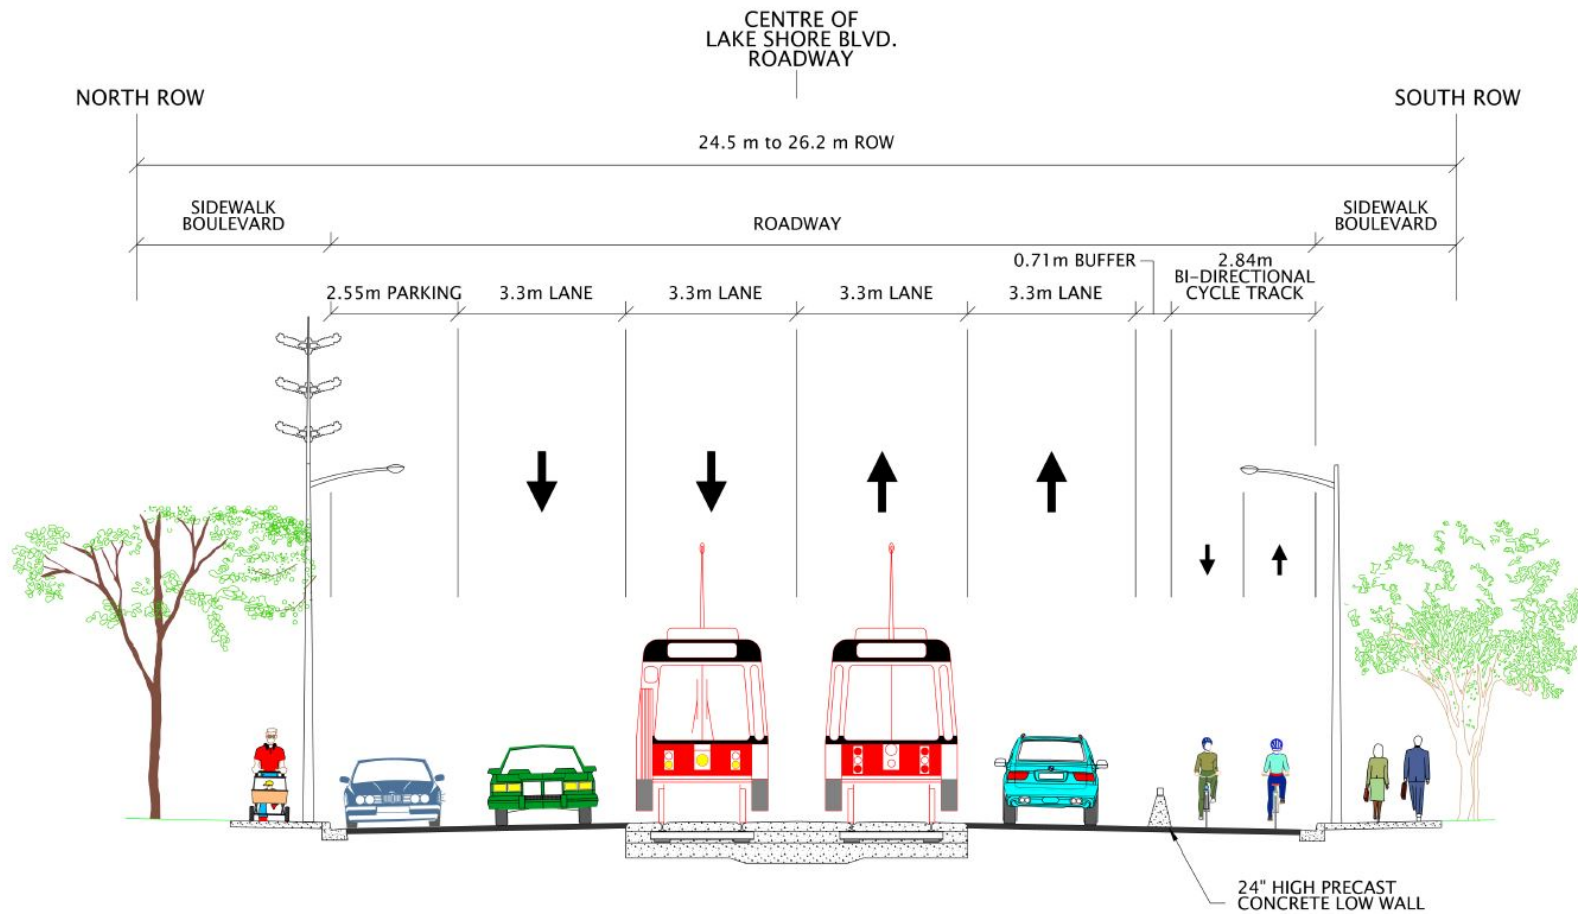 CENTRE OF
LAKE SHORE BLVD.
ROADWAY
NORTH ROW
SOUTH ROW
24.5 m to 26.2 m ROW
SIDEWALK
BOULEVARD
ROADWAY
SIDEWALK
BOULEVARD
0.71m BUFFER
2.84m
BI-DIRECTIONAL
CYCLE TRACK
2.55m PARKING
3.3m LANE
3.3m LANE
3.3m LANE
3.3m LANE
24" HIGH PRECAST
CONCRETE LOW WALL